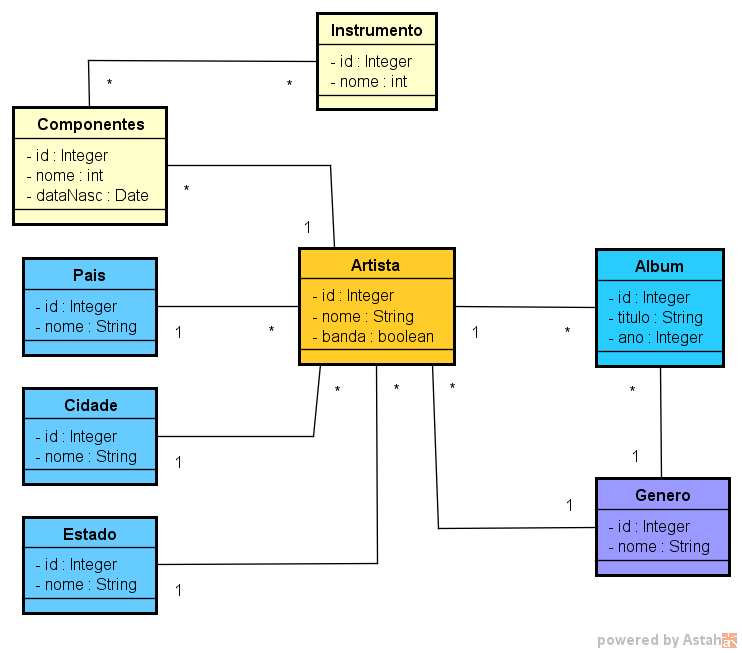 Instrumento
- id : Integer
- nome : int
*
*
Componentes
- id : Integer
- nome : int
- dataNasc : Date
*
1
Pais
- id : Integer
- nome : String
1
*
Artista
- id : Integer
- nome : String
- banda : boolean
1
*
Album
- id : Integer
- titulo : String
- ano : Integer
*
*
*
*
Cidade
- id : Integer
- nome : String
1
1
Genero
- id : Integer
- nome : String
1
Estado
- id : Integer
- nome : String
1
powered by Astah